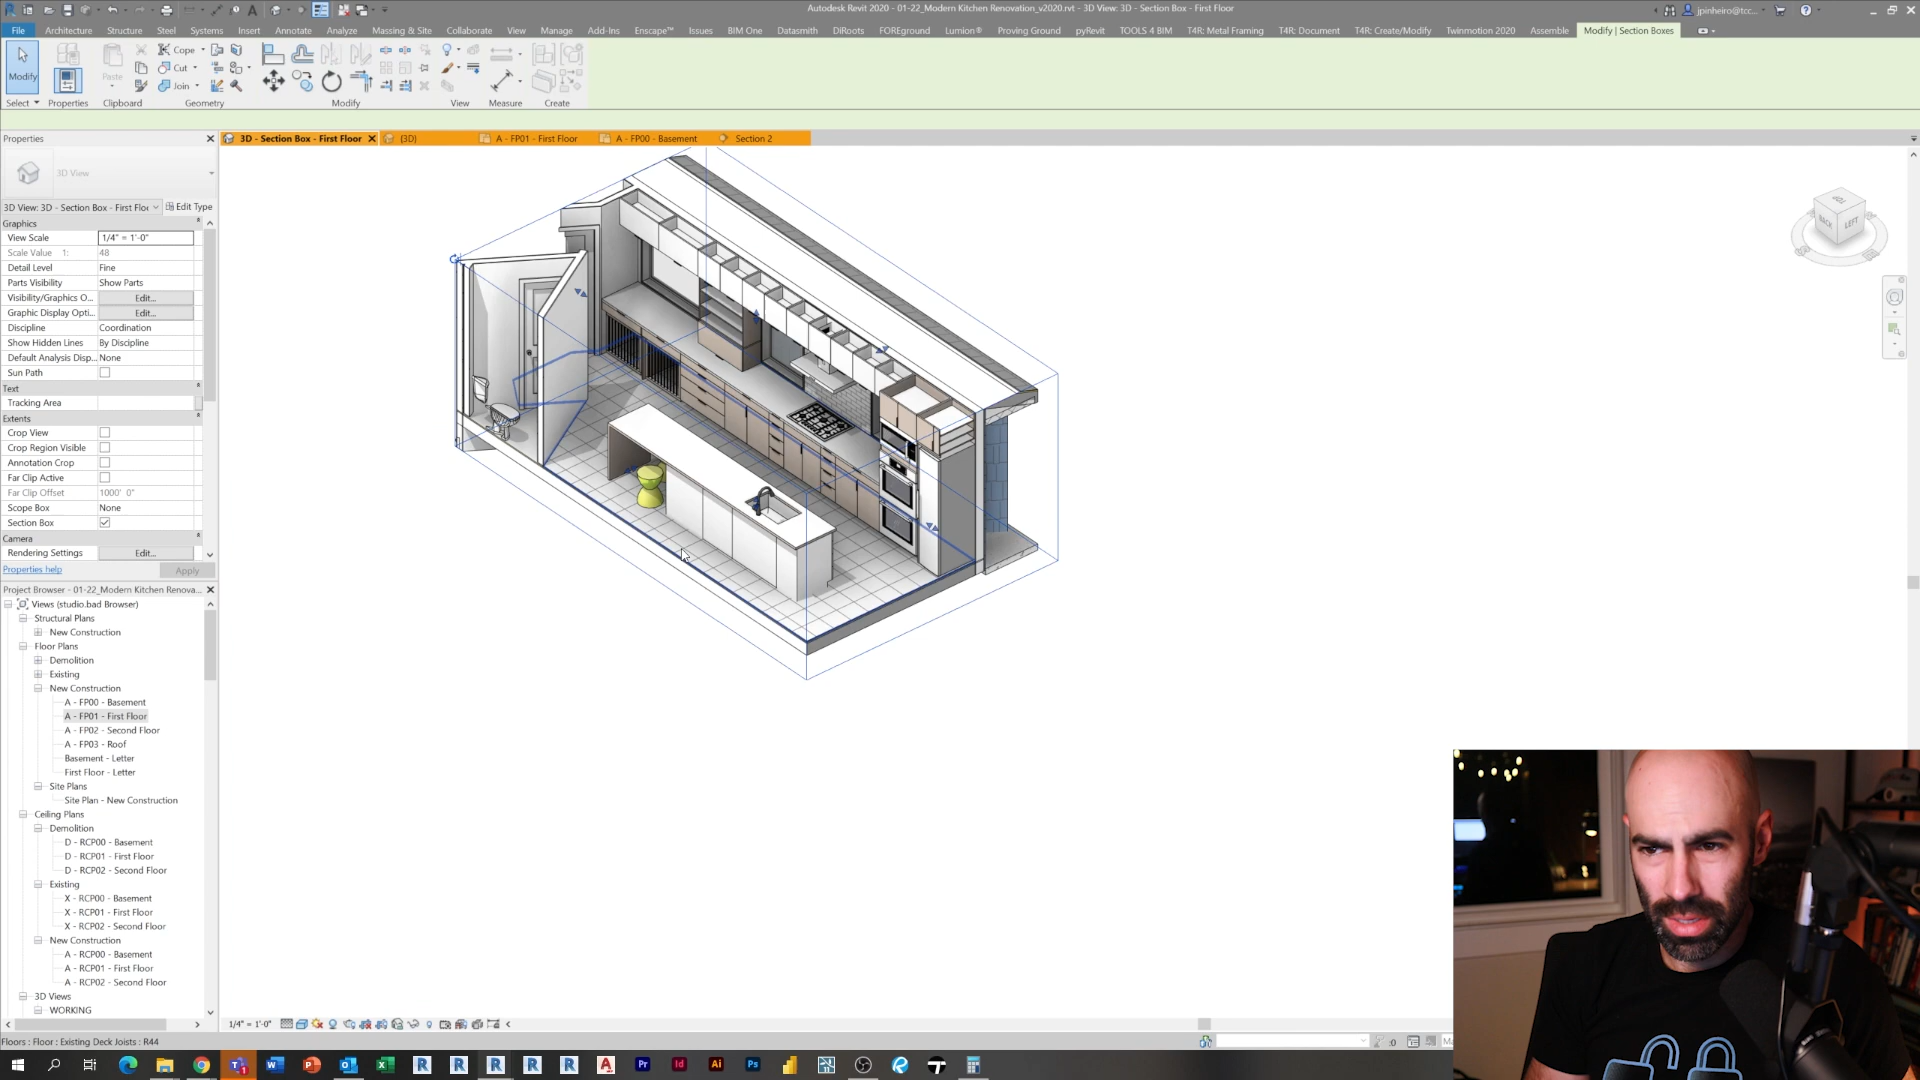 Autodesk Revit 2020 - 01-22_Modern Kitchen Renovation_v2020.rvt - 3D View: 3D - Section Box - First Floor
jpinheiro@tcc...
File Architecture Structure Steel Systems Insert Annotate Analyze Massing & Site Collaborate View Manage Add-Ins Enscape™ Issues BIM One Datasmith DiRoots FOREground Lumion® Proving Ground pyRevit TOOLS 4 BIM T4R: Metal Framing T4R: Document T4R: Create/Modify Twinmotion 2020 Assemble Modify | Section Boxes
Cope
Modify Paste Cut
Join
Select Properties Clipboard Geometry Modify View Measure Create
Properties
3D - Section Box - First Floor (3D) A - FP01 - First Floor A - FP00 - Basement Section 2
3D View
3D View: 3D - Section Box - First Floo Edit Type
Graphics
View Scale 1/4" = 1'-0"
Scale Value 1: 48
Detail Level Fine
Parts Visibility Show Parts
Visibility/Graphics O... Edit...
Graphic Display Opti... Edit...
Discipline Coordination
Show Hidden Lines By Discipline
Default Analysis Disp... None
Sun Path
Text
Tracking Area
Extents
Crop View
Crop Region Visible
Annotation Crop
Far Clip Active
Far Clip Offset 1000' 0"
Scope Box None
Section Box
Camera
Rendering Settings Edit...
Properties help Apply
Project Browser - 01-22_Modern Kitchen Renova...
Views (studio.bad Browser)
Structural Plans
New Construction
Floor Plans
Demolition
Existing
New Construction
A - FP00 - Basement
A - FP01 - First Floor
A - FP02 - Second Floor
A - FP03 - Roof
Basement - Letter
First Floor - Letter
Site Plans
Site Plan - New Construction
Ceiling Plans
Demolition
D - RCP00 - Basement
D - RCP01 - First Floor
D - RCP02 - Second Floor
Existing
X - RCP00 - Basement
X - RCP01 - First Floor
X - RCP02 - Second Floor
New Construction
A - RCP00 - Basement
A - RCP01 - First Floor
A - RCP02 - Second Floor
3D Views
WORKING
TOP
BACK LEFT
1/4" = 1'-0"
Floors : Floor : Existing Deck Joists : R44
:0